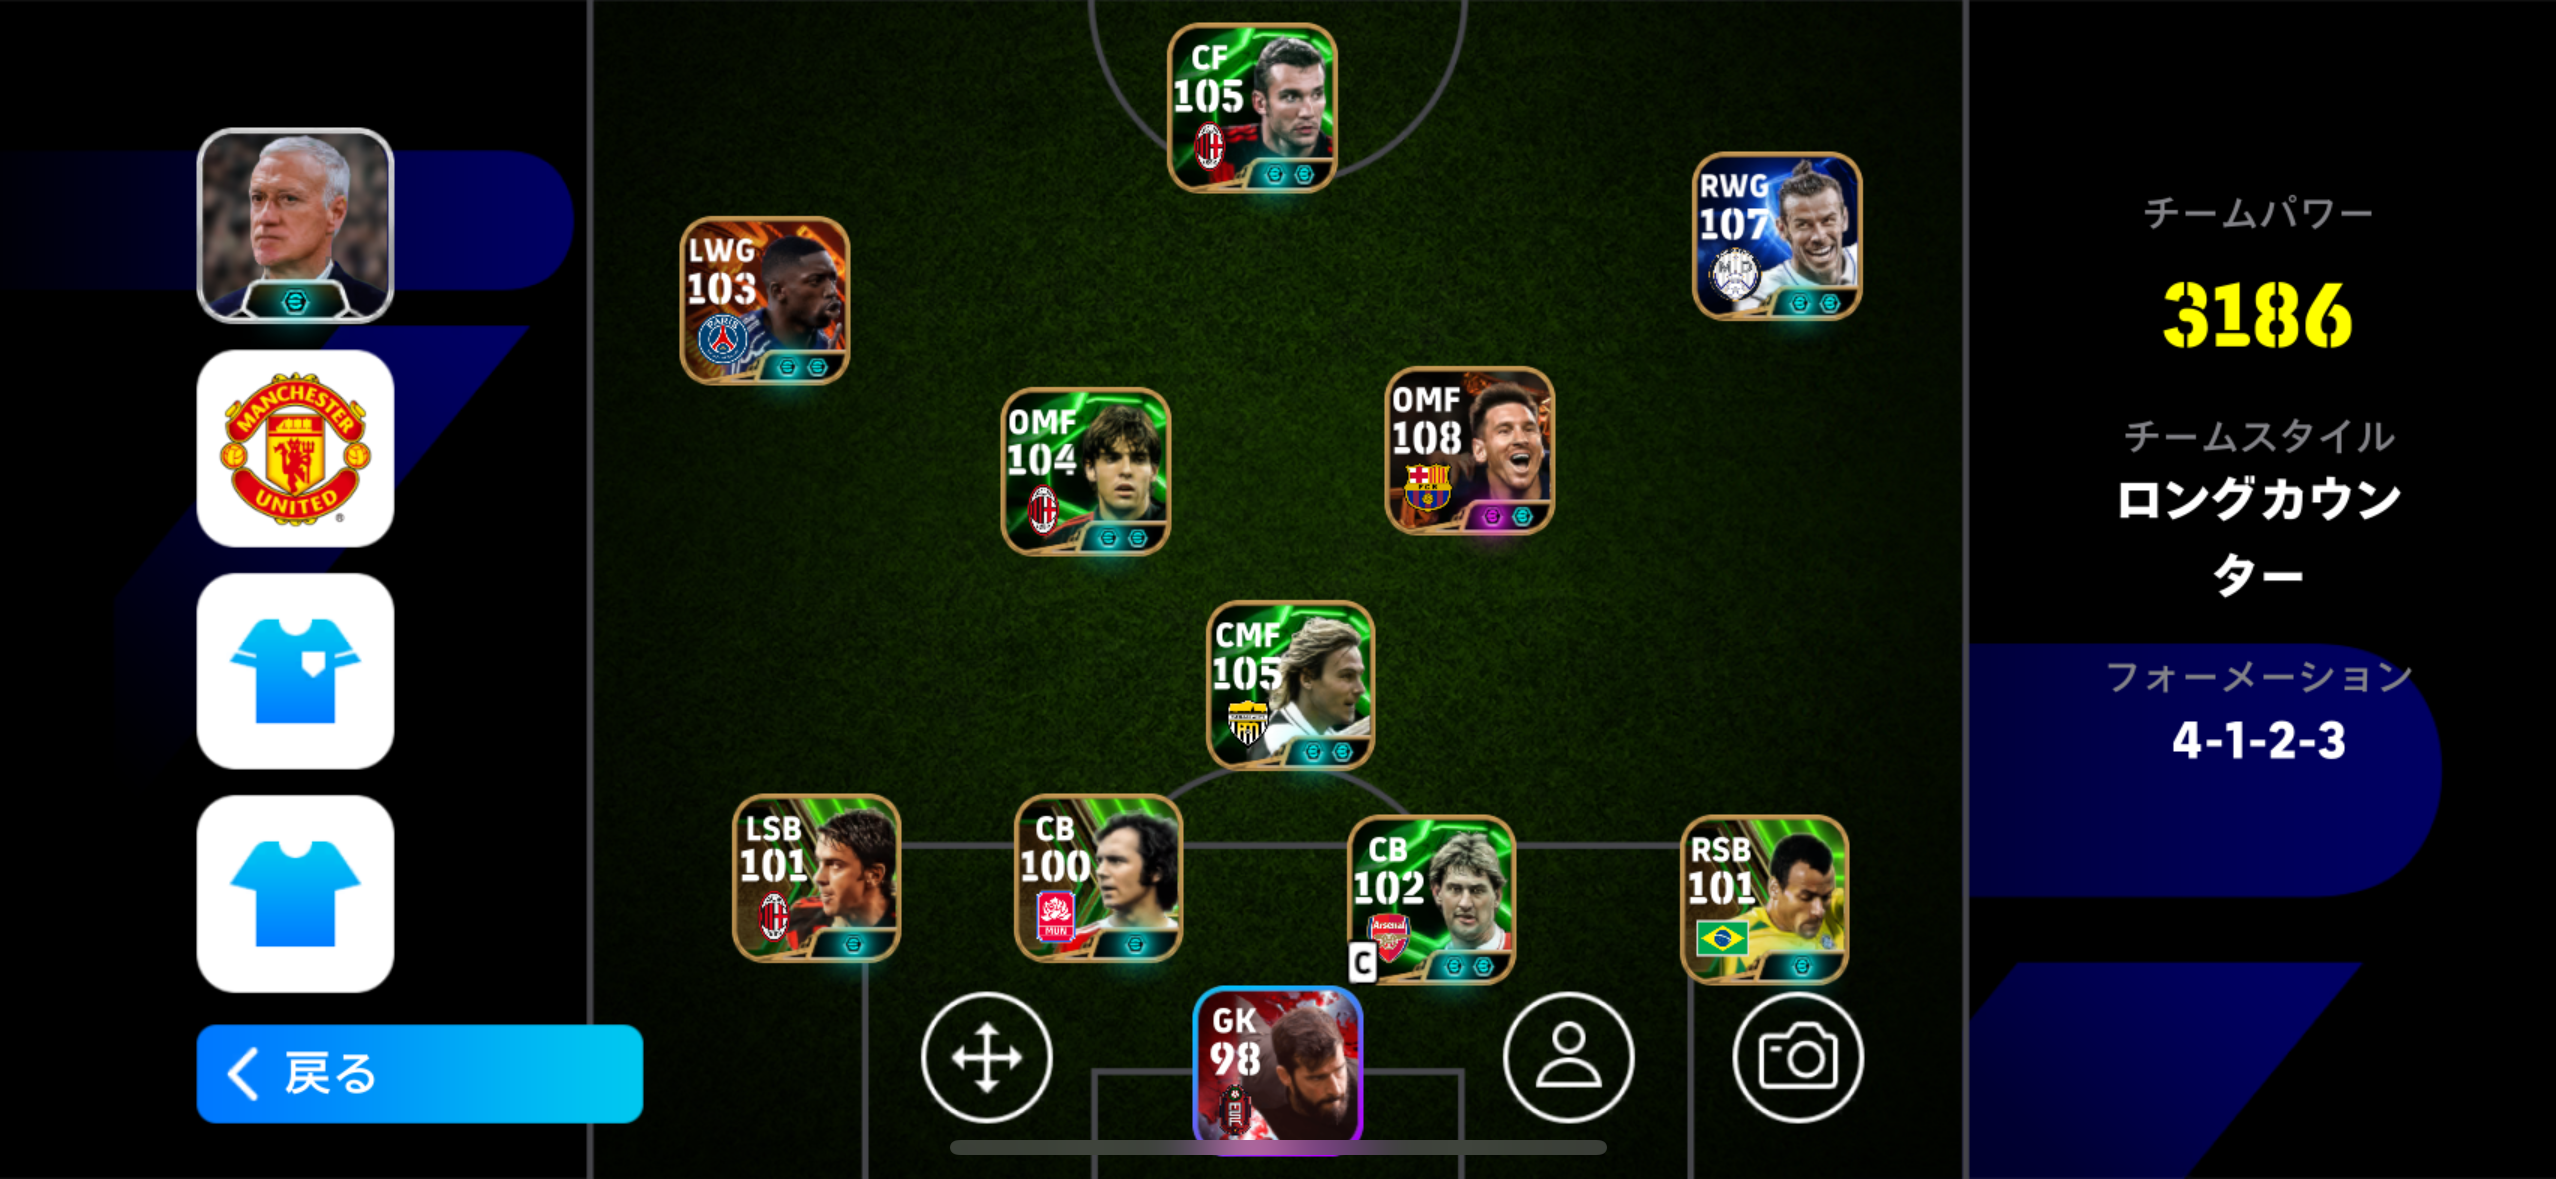 CF
105
RWG
107
LWG
103
PARIS
OMF
104
OMF
108
FCB
CMF
105
LSB
101
CB
100
MUN
CB
102
Arsenal
C
RSB
101
GK
98
MANCHESTER
UNITED
®
戻る
チームパワー
3186
チームスタイル
ロングカウン
ター
フォーメーション
4-1-2-3